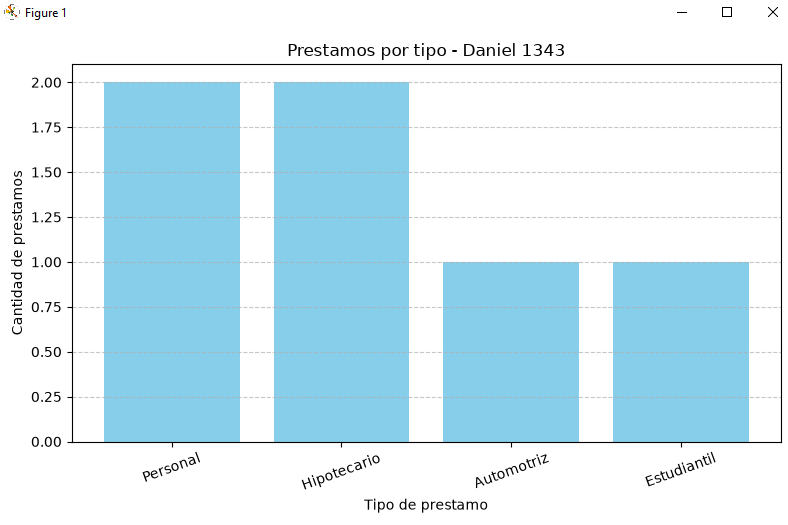 Figure 1
Prestamos por tipo - Daniel 1343
Cantidad de prestamos
2.00
1.75
1.50
1.25
1.00
0.75
0.50
0.25
0.00
Personal
Hipotecario
Automotriz
Estudiantil
Tipo de prestamo